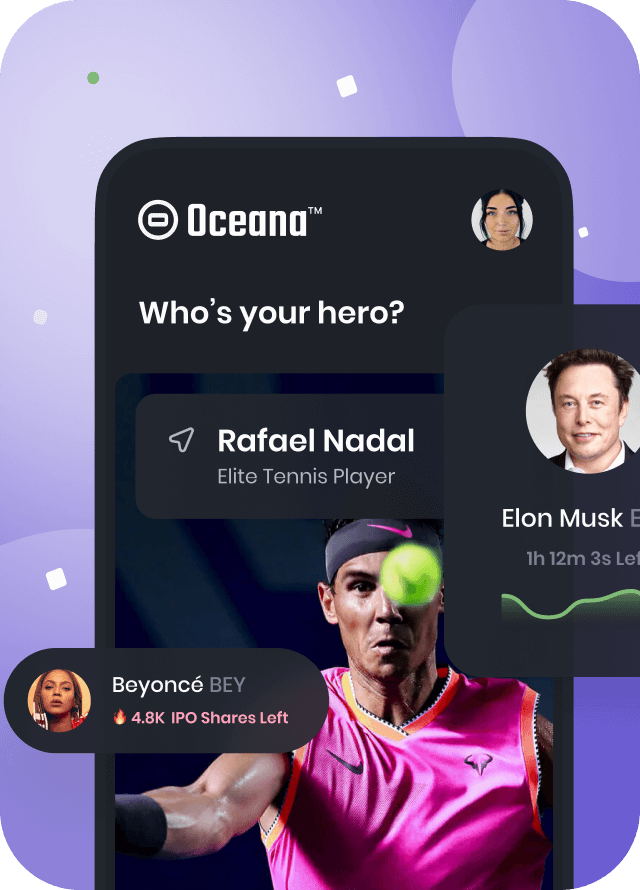 Oceana™
Who’s your hero?
Rafael Nadal
Elite Tennis Player
Elon Musk
1h 12m 3s
Beyoncé BEY
🔥 4.8K IPO Shares Left